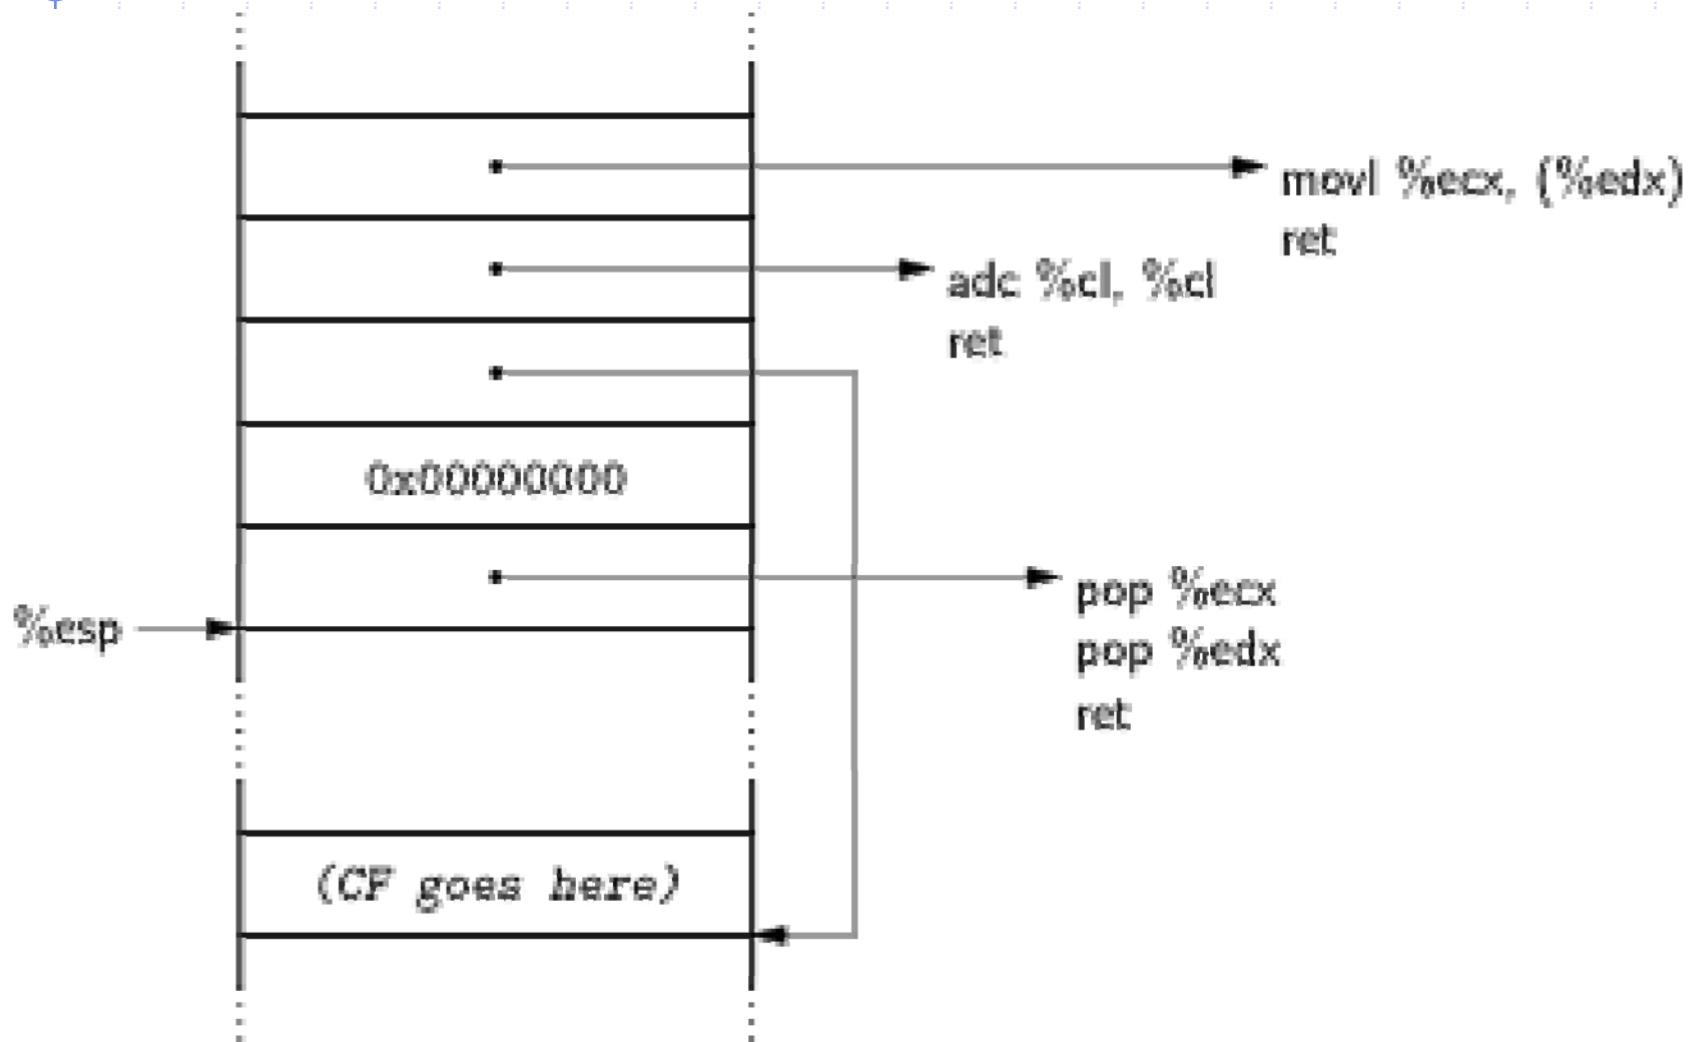 movl %ecx, (%edx)
ret
adc %cl, %cl
ret
0x00000000
pop %ecx
%esp
pop %edx
ret
(CF goes here)